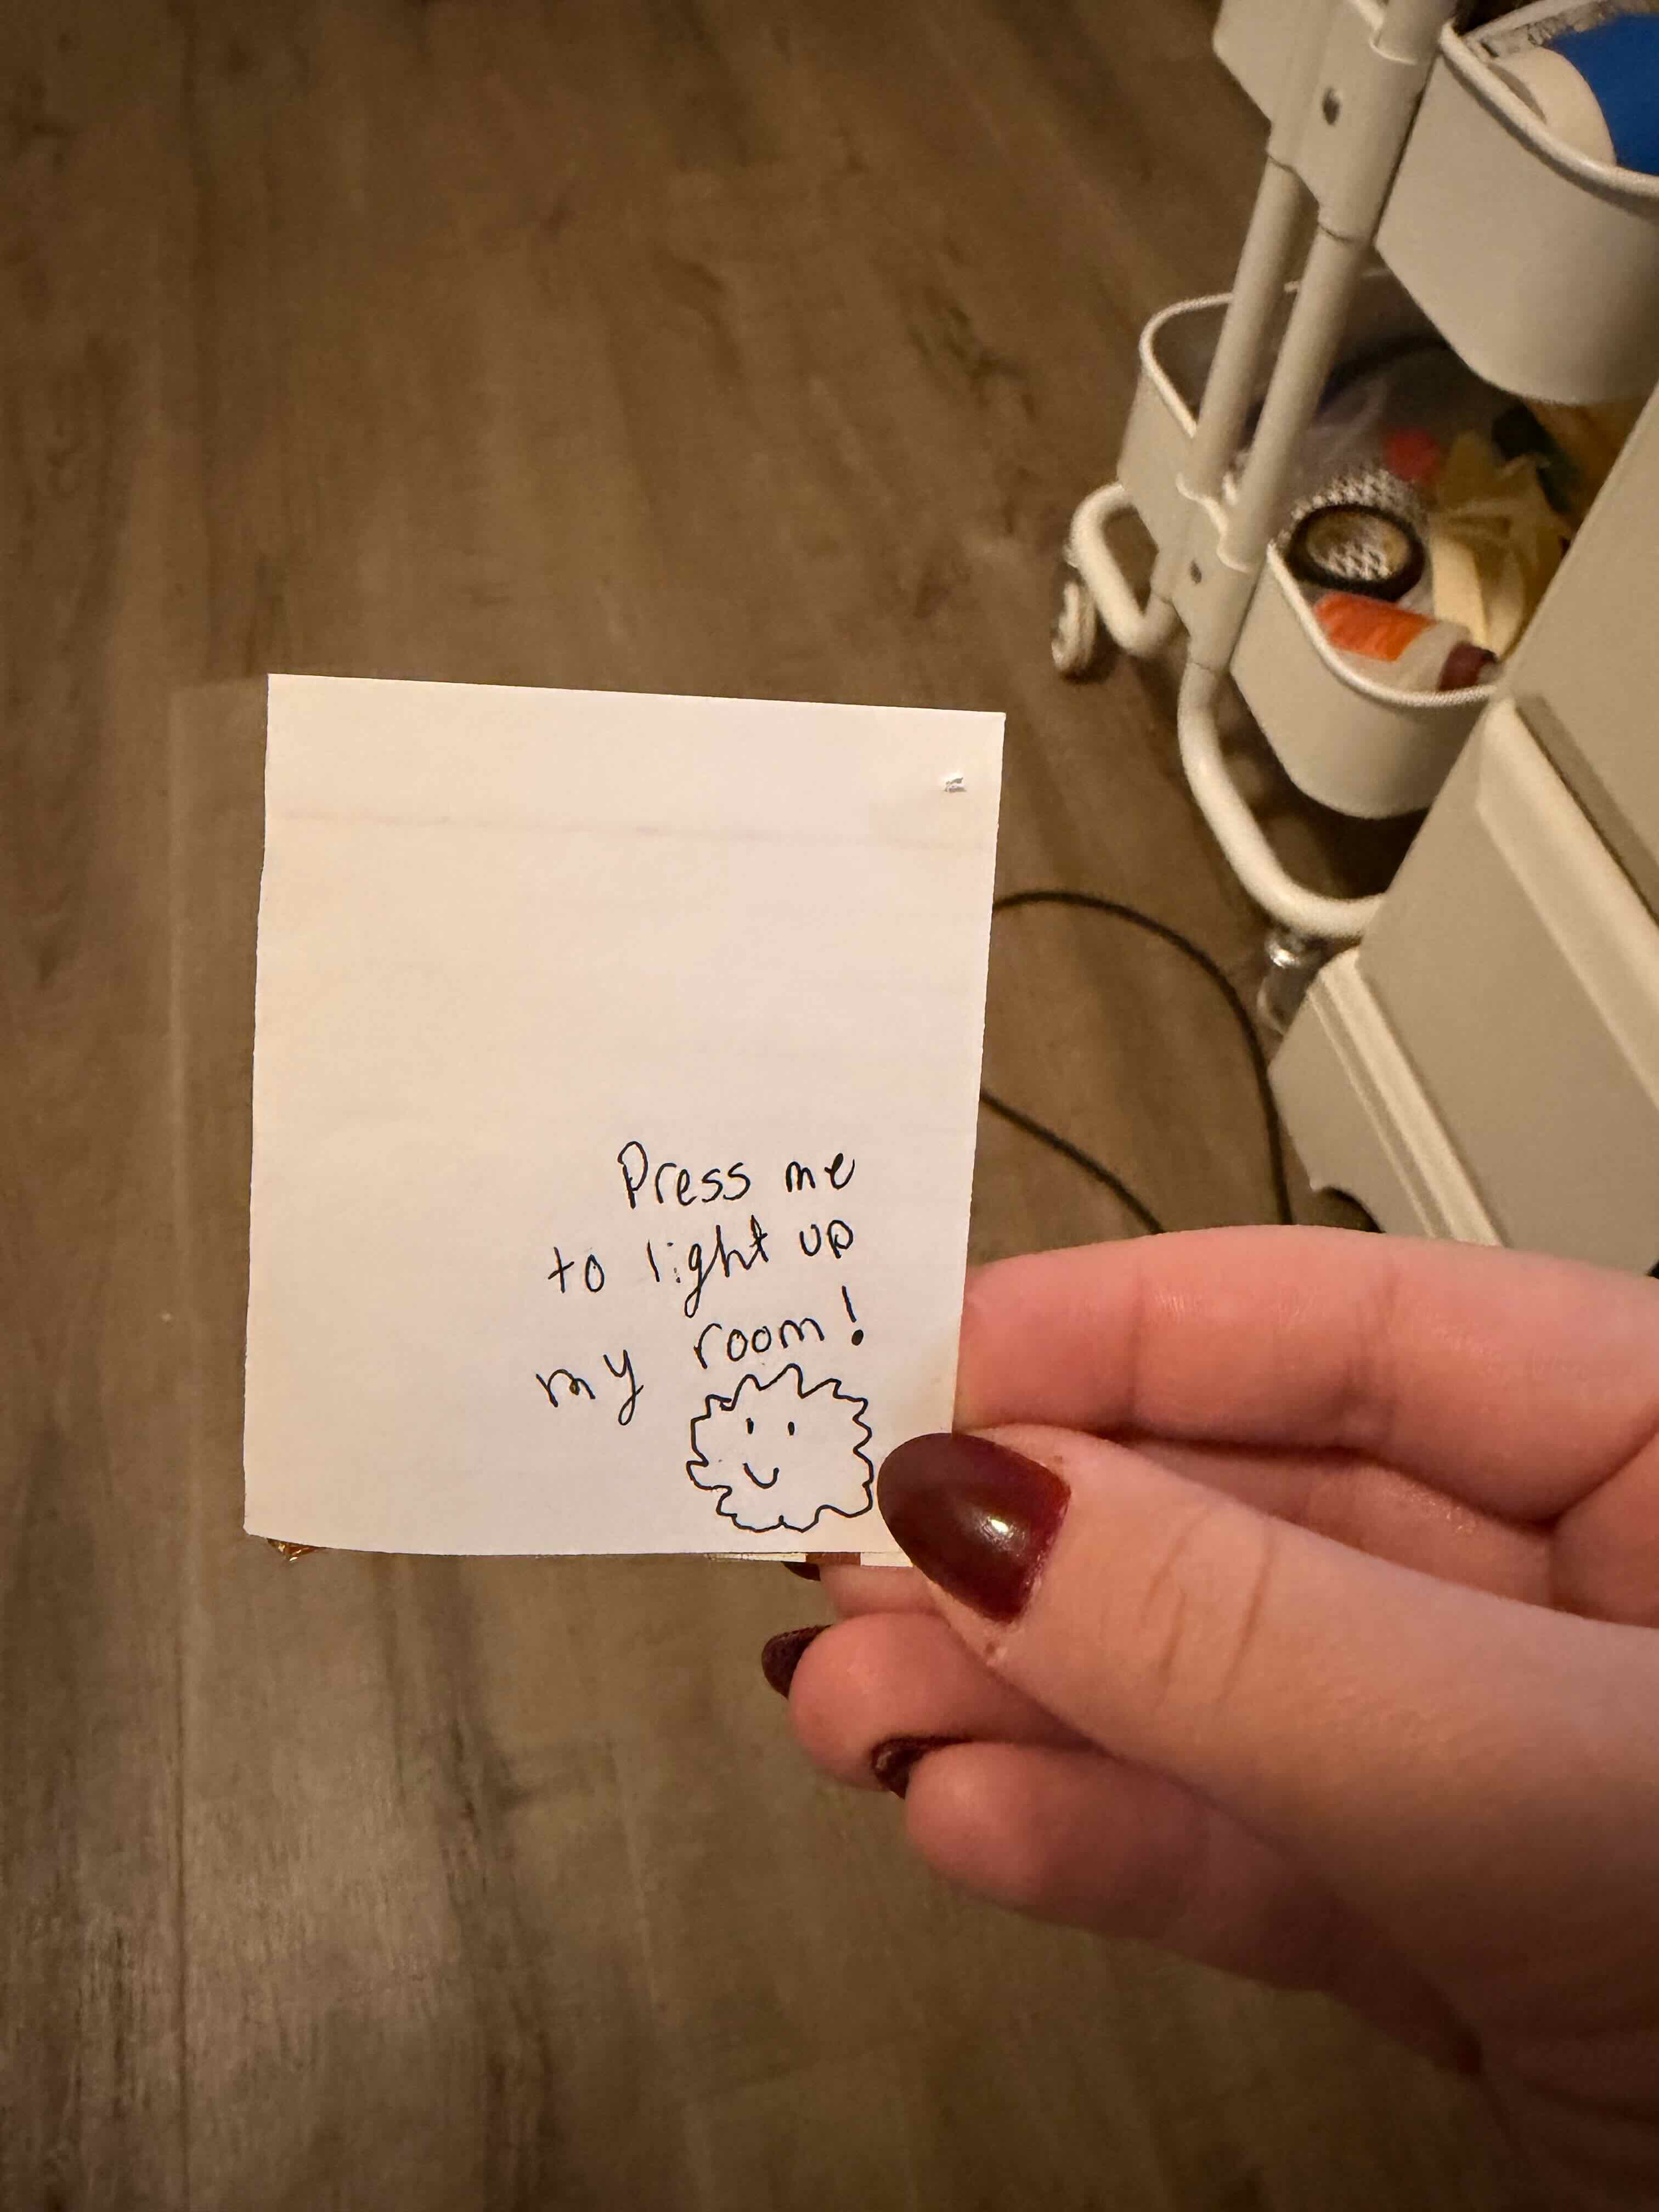 Press me
to light up
my room!